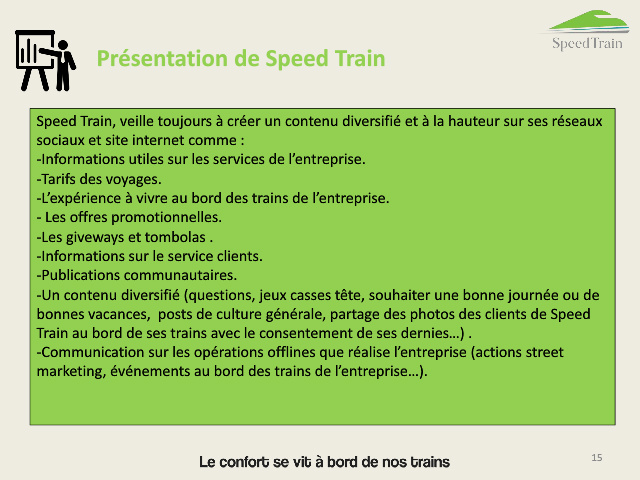 SpeedTrain
Présentation de Speed Train
Speed Train, veille toujours à créer un contenu diversifié et à la hauteur sur ses réseaux
sociaux et site internet comme :
-Informations utiles sur les services de l'entreprise.
-Tarifs des voyages.
-L'expérience à vivre au bord des trains de l'entreprise.
- Les offres promotionnelles.
-Les giveways et tombolas .
-Informations sur le service clients.
-Publications communautaires.
-Un contenu diversifié (questions, jeux casses tête, souhaiter une bonne journée ou de
bonnes vacances,  posts de culture générale, partage des photos des clients de Speed
Train au bord de ses trains avec le consentement de ses dernies…) .
-Communication sur les opérations offlines que réalise l'entreprise (actions street
marketing, événements au bord des trains de l'entreprise…).
Le confort se vit à bord de nos trains
15